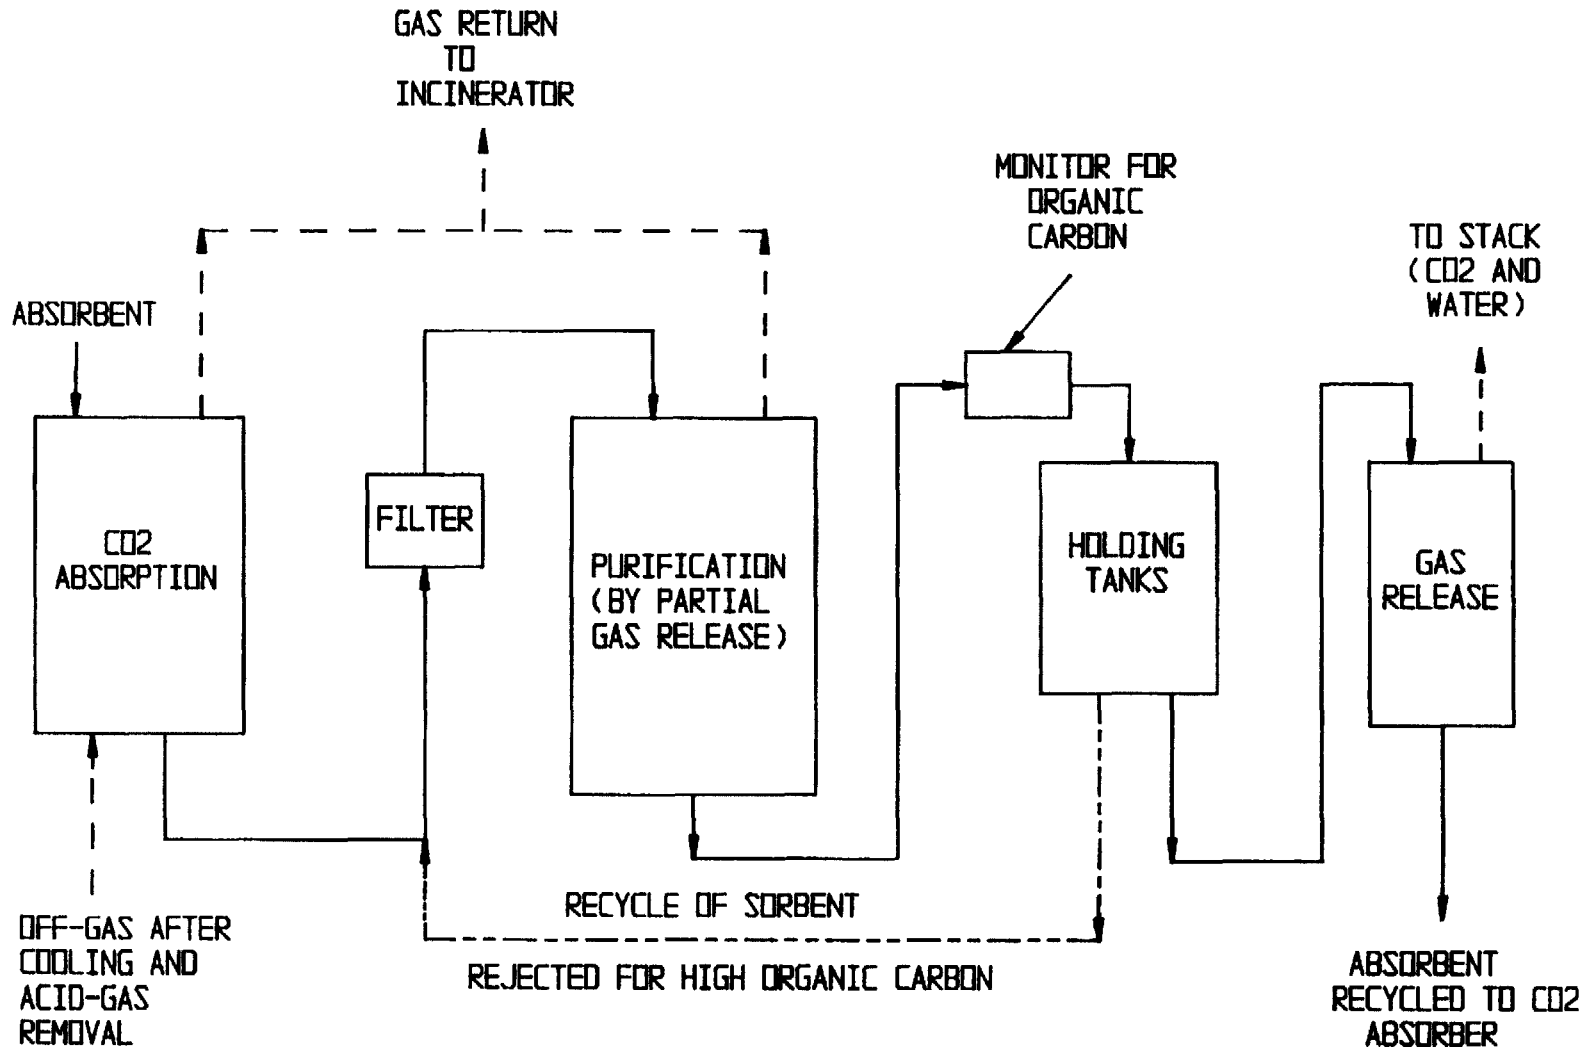 GAS RETURN
TO
INCINERATOR
MONITOR FOR
ORGANIC
CARBON
TO STACK
(CO2 AND
WATER)
ABSORBENT
CO2
ABSORPTION
FILTER
PURIFICATION
(BY PARTIAL
GAS RELEASE)
HOLDING
TANKS
GAS
RELEASE
RECYCLE OF SORBENT
REJECTED FOR HIGH ORGANIC CARBON
OFF-GAS AFTER
COOLING AND
ACID-GAS
REMOVAL
ABSORBENT
RECYCLED TO CO2
ABSORBER